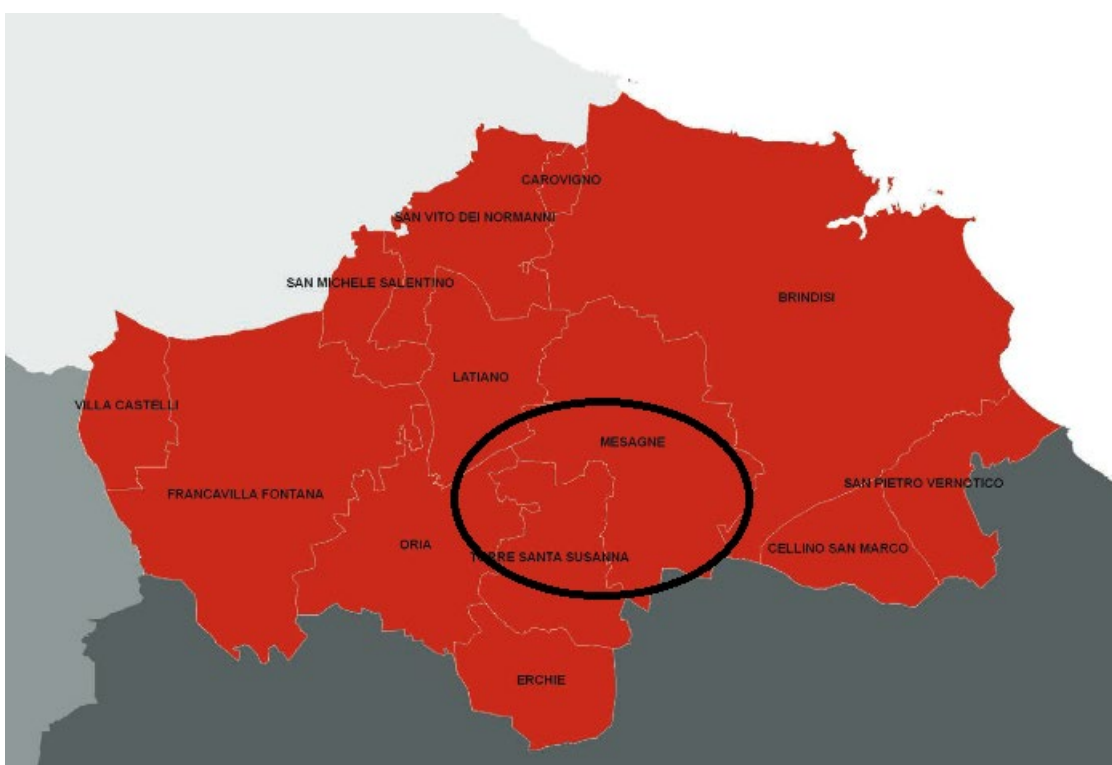 CAROVIGNO
SAN VITO DEI NORMANNI
SAN MICHELE SALENTINO
BRINDISI
LATIANO
VILLA CASTELLI
MESAGNE
SAN PIETRO VERNOTICO
FRANCAVILLA FONTANA
ORIA
CELLINO SAN MARCO
TORRE SANTA SUSANNA
ERCHIE